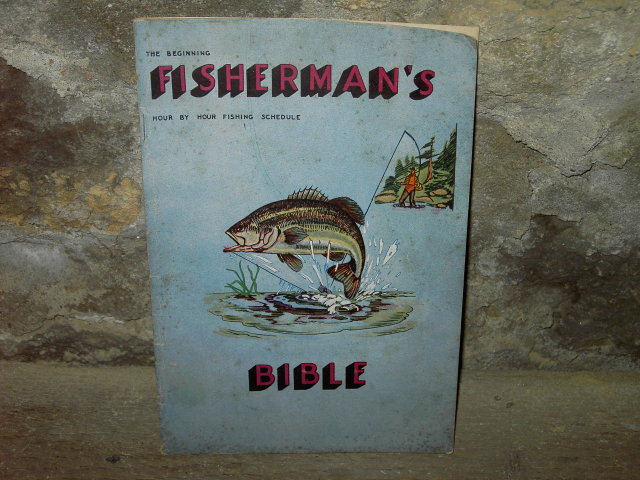 THE BEGINNING
FISHERMAN'S
HOUR BY HOUR FISHING SCHEDULE
BIBLE